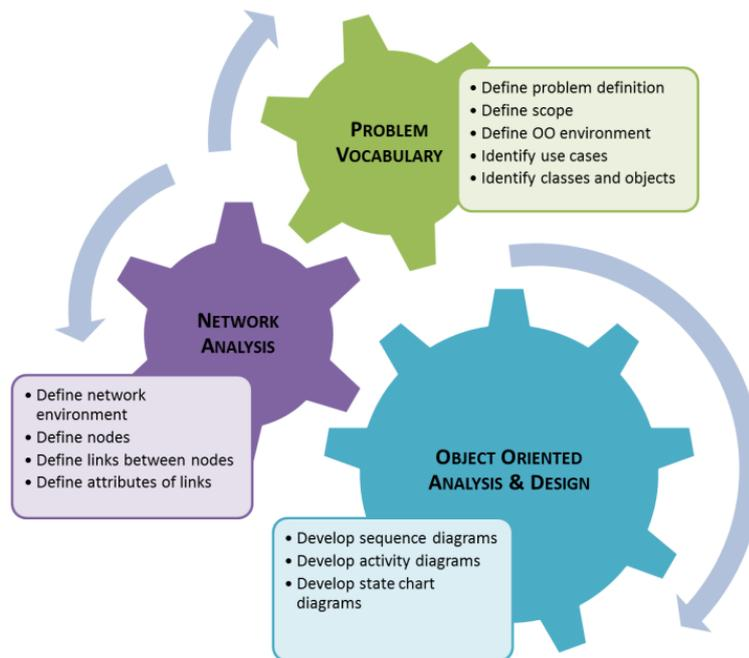 PROBLEM
VOCABULARY
• Define problem definition
• Define scope
• Define OO environment
• Identify use cases
• Identify classes and objects
NETWORK
ANALYSIS
• Define network
environment
• Define nodes
• Define links between nodes
• Define attributes of links
OBJECT ORIENTED
ANALYSIS & DESIGN
• Develop sequence diagrams
• Develop activity diagrams
• Develop state chart
diagrams